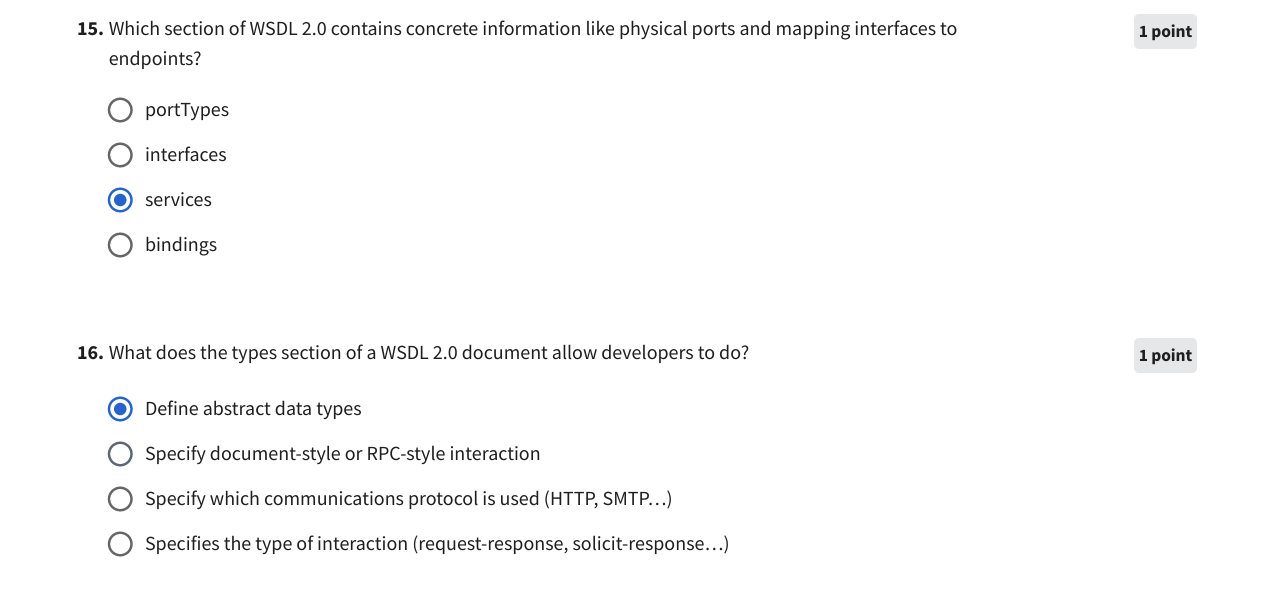 15. Which section of WSDL 2.0 contains concrete information like physical ports and mapping interfaces to
endpoints?
1 point
portTypes
interfaces
services
bindings
16. What does the types section of a WSDL 2.0 document allow developers to do?
1 point
Define abstract data types
Specify document-style or RPC-style interaction
Specify which communications protocol is used (HTTP, SMTP…)
Specifies the type of interaction (request-response, solicit-response…)